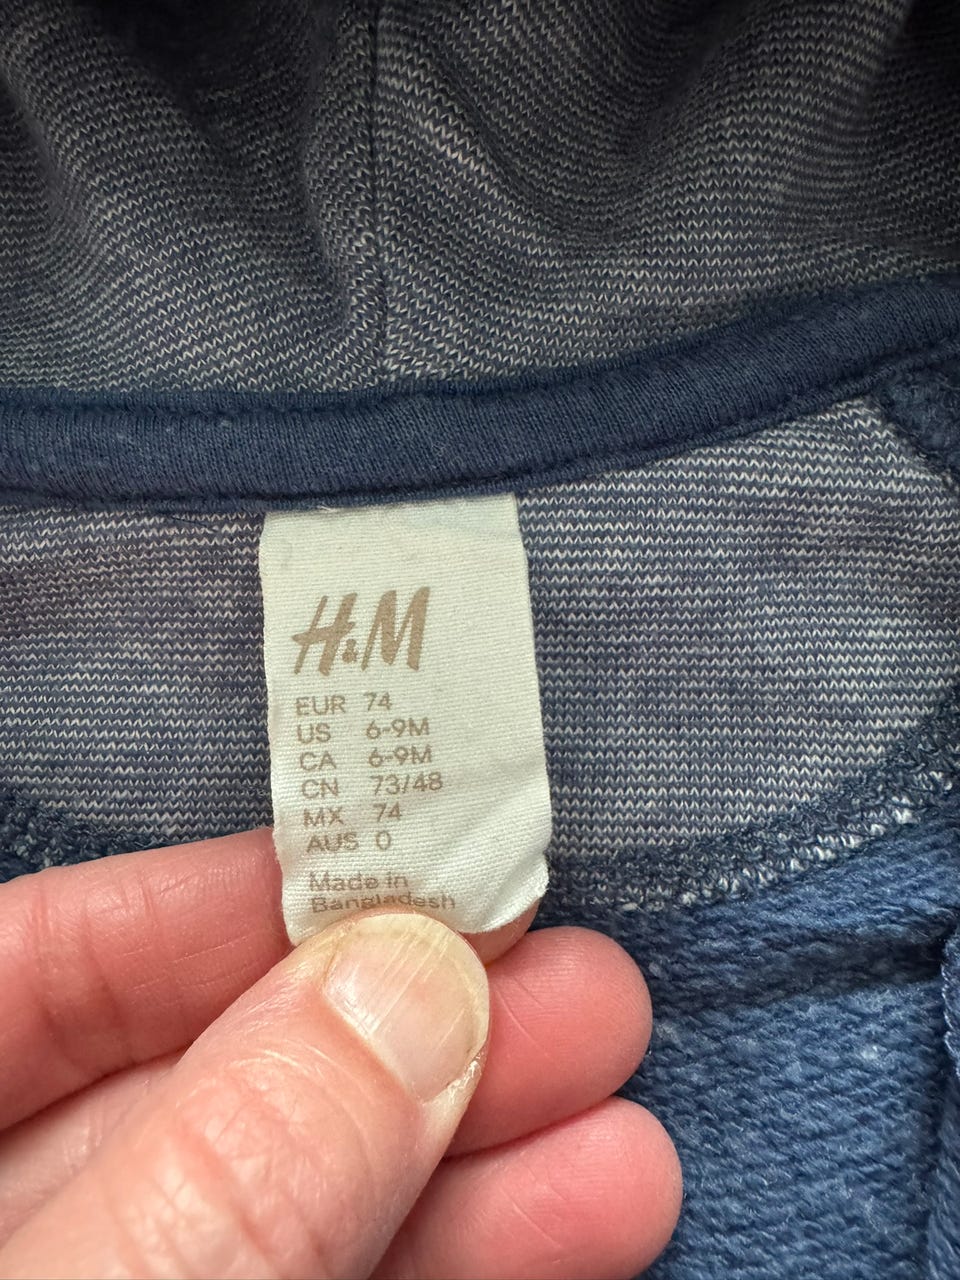 H&M
EUR 74
US 6-9M
CA 6-9M
CN 73/48
MX 74
AUS 0
Made in
Bangladesh